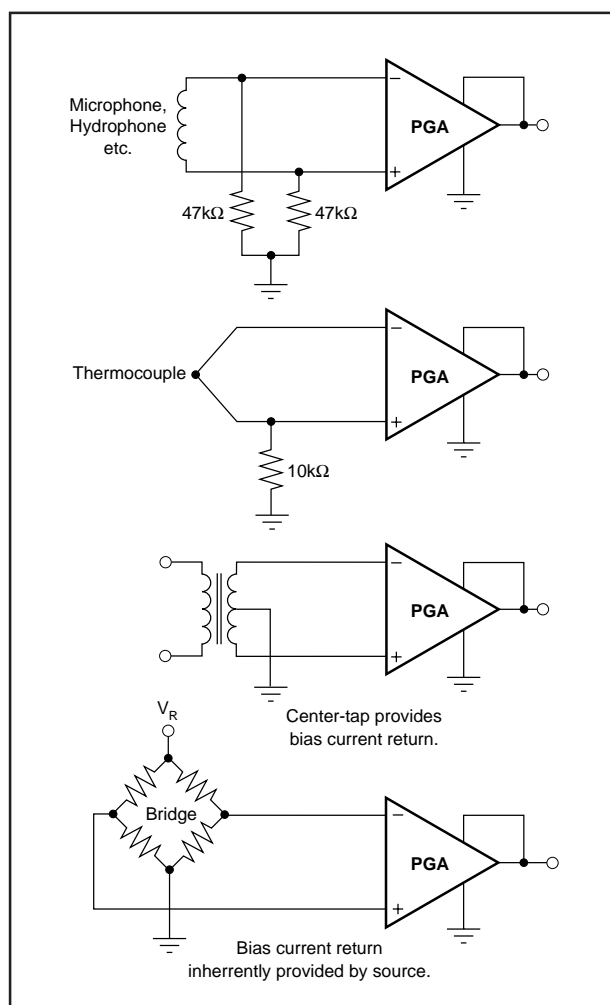 Microphone,
Hydrophone
etc.
–
PGA
+
47kΩ
47kΩ
–
Thermocouple
PGA
+
10kΩ
–
PGA
+
Center-tap provides
bias current return.
V_R
Bridge
–
PGA
+
Bias current return
inherrently provided by source.